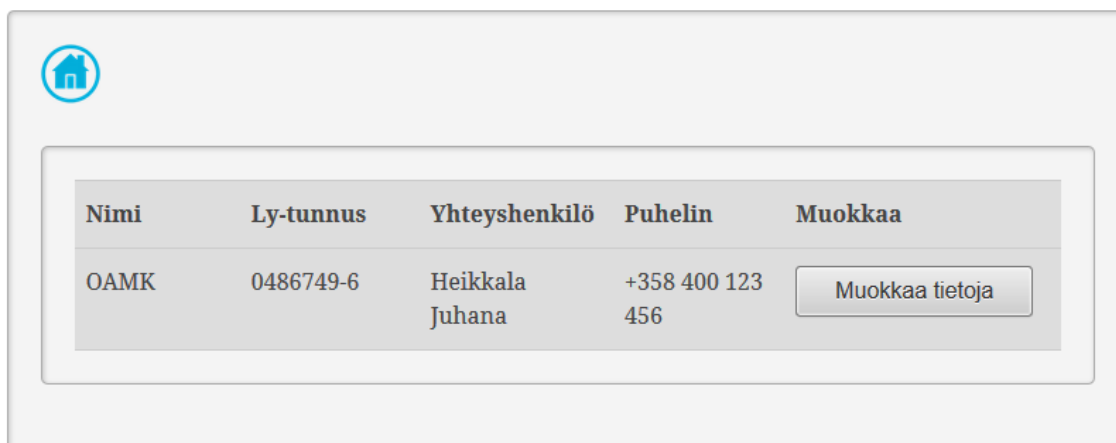 Nimi Ly-tunnus Yhteyshenkilö Puhelin Muokkaa
OAMK 0486749-6 Heikkala +358 400 123 Muokkaa tietoja
Juhana 456